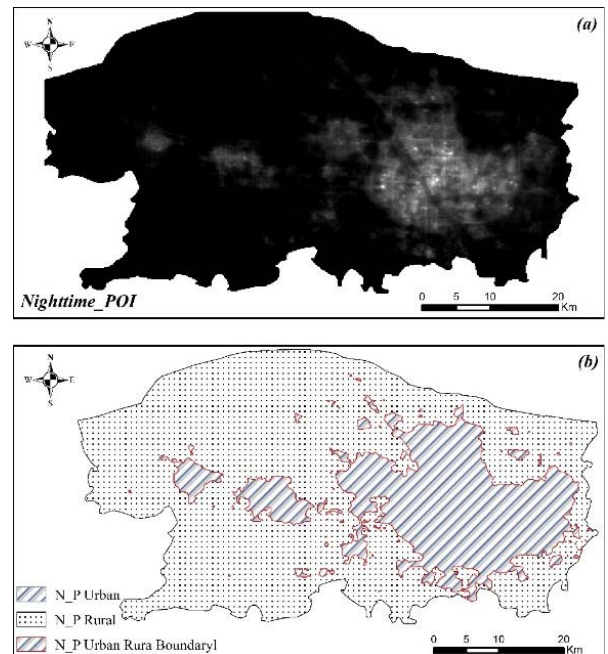 (a)
N
W E
S
Nighttime_POI
0 5 10 20
Km
(b)
N
W E
S
N_P Urban
N_P Rural
N_P Urban Rura Boundaryl
0 5 10 20
Km